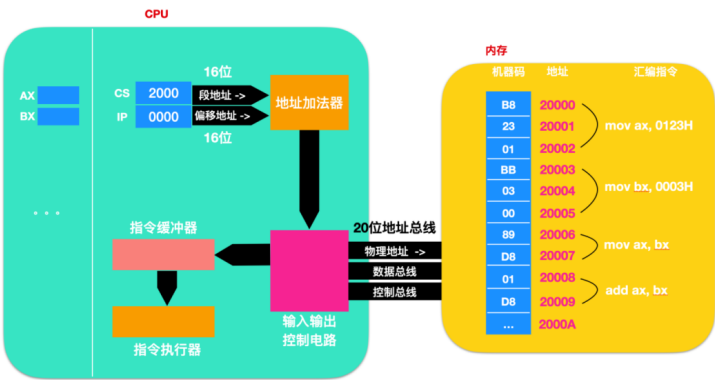 CPU
AX
BX
...
16位
CS 2000 段地址 ->
IP 0000 偏移地址 ->
16位
地址加法器
指令缓冲器
指令执行器
输入输出
控制电路
20位地址总线
物理地址 ->
数据总线
控制总线
内存
机器码 地址 汇编指令
B8 20000
23 20001 mov ax, 0123H
01 20002
BB 20003
03 20004 mov bx, 0003H
00 20005
89 20006
mov ax, bx
D8 20007
01 20008
add ax, bx
D8 20009
... 2000A